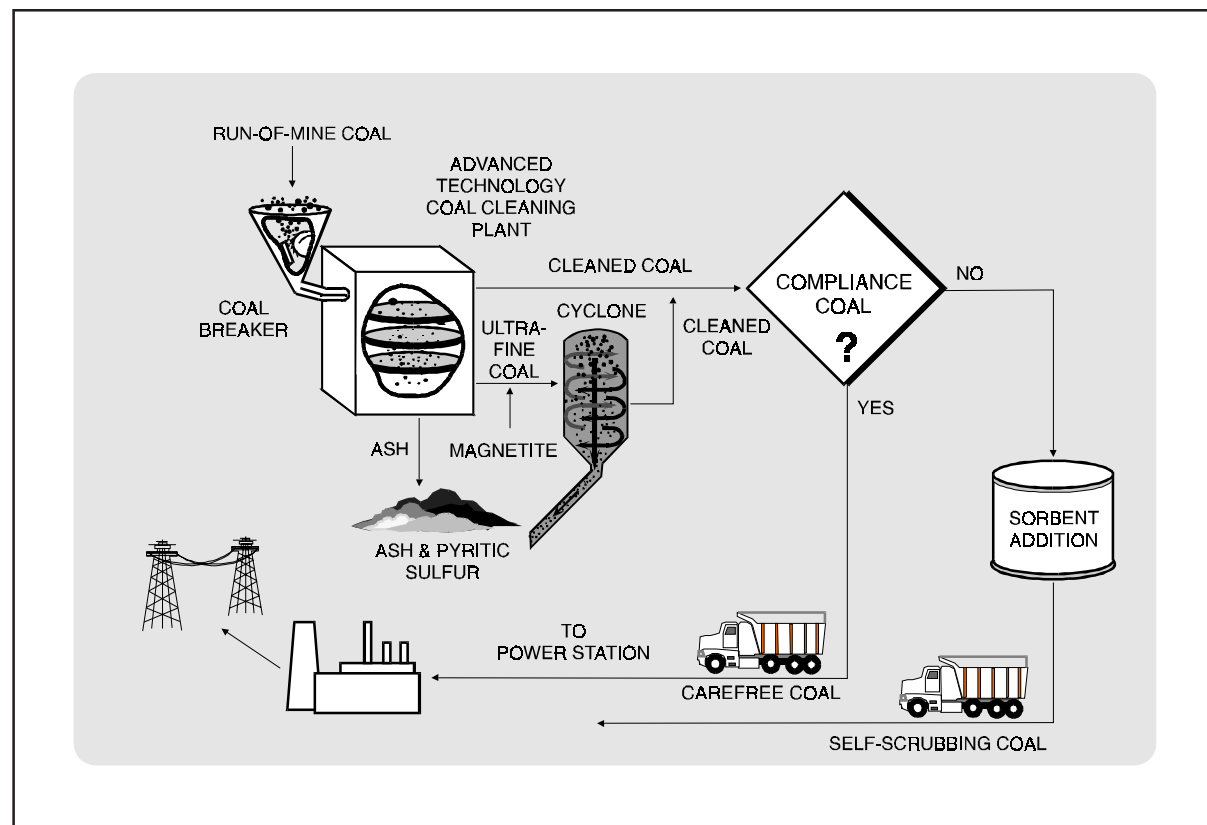 RUN-OF-MINE COAL
ADVANCED
TECHNOLOGY
COAL CLEANING
PLANT
COAL
BREAKER
CLEANED COAL
CYCLONE
ULTRA-
FINE
COAL
CLEANED
COAL
COMPLIANCE
COAL
?
NO
YES
ASH
MAGNETITE
ASH & PYRITIC
SULFUR
SORBENT
ADDITION
TO
POWER STATION
CAREFREE COAL
SELF-SCRUBBING COAL